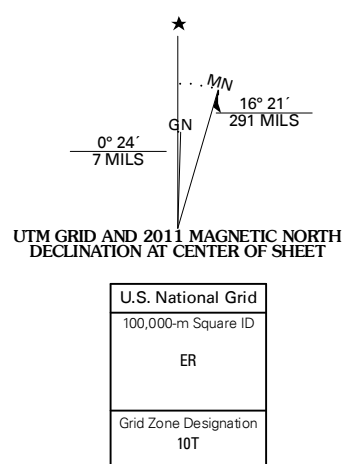 MN
GN
16° 21´
291 MILS
0° 24´
7 MILS
UTM GRID AND 2011 MAGNETIC NORTH
DECLINATION AT CENTER OF SHEET
U.S. National Grid
100,000-m Square ID
ER
Grid Zone Designation
10T